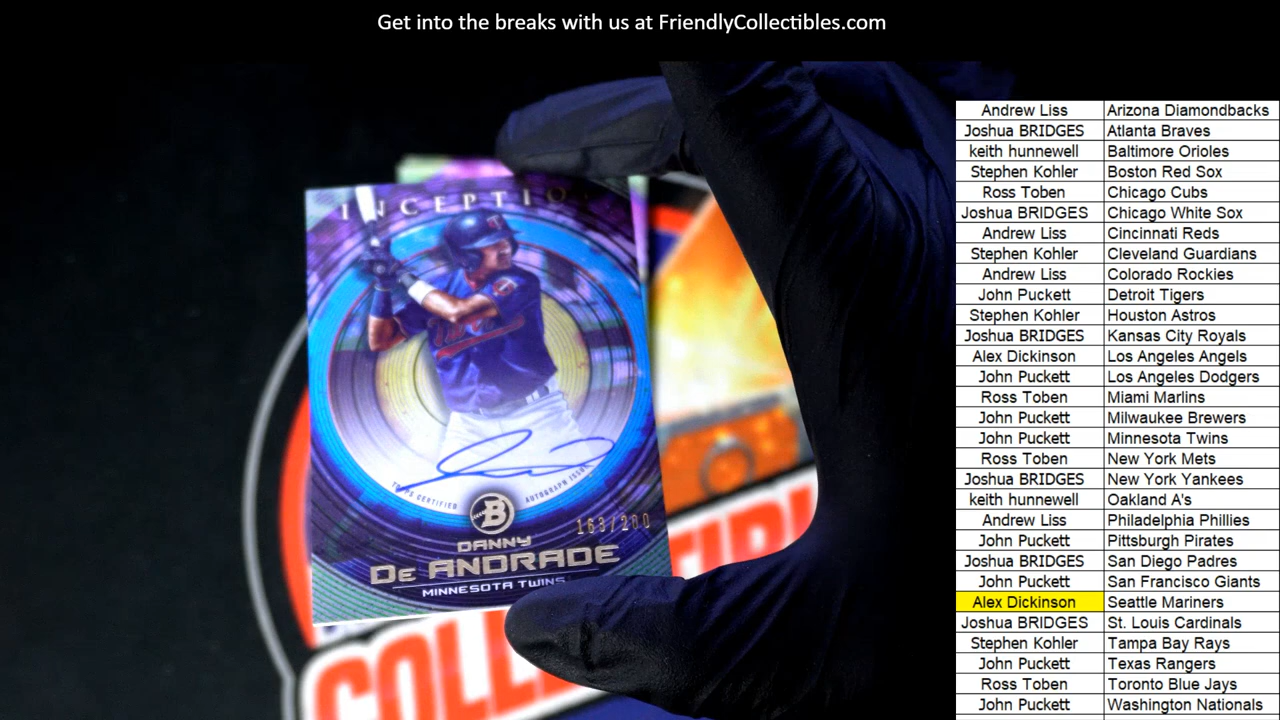 Get into the breaks with us at FriendlyCollectibles.com
INCEPTIO
TOPPS CERTIFIED AUTOGRAPH ISSUE
B
163/200
DANNY
De ANDRADE
MINNESOTA TWINS
COLLE
Andrew Liss Arizona Diamondbacks
Joshua BRIDGES Atlanta Braves
keith hunnewell Baltimore Orioles
Stephen Kohler Boston Red Sox
Ross Toben Chicago Cubs
Joshua BRIDGES Chicago White Sox
Andrew Liss Cincinnati Reds
Stephen Kohler Cleveland Guardians
Andrew Liss Colorado Rockies
John Puckett Detroit Tigers
Stephen Kohler Houston Astros
Joshua BRIDGES Kansas City Royals
Alex Dickinson Los Angeles Angels
John Puckett Los Angeles Dodgers
Ross Toben Miami Marlins
John Puckett Milwaukee Brewers
John Puckett Minnesota Twins
Ross Toben New York Mets
Joshua BRIDGES New York Yankees
keith hunnewell Oakland A's
Andrew Liss Philadelphia Phillies
John Puckett Pittsburgh Pirates
Joshua BRIDGES San Diego Padres
John Puckett San Francisco Giants
Alex Dickinson Seattle Mariners
Joshua BRIDGES St. Louis Cardinals
Stephen Kohler Tampa Bay Rays
John Puckett Texas Rangers
Ross Toben Toronto Blue Jays
John Puckett Washington Nationals